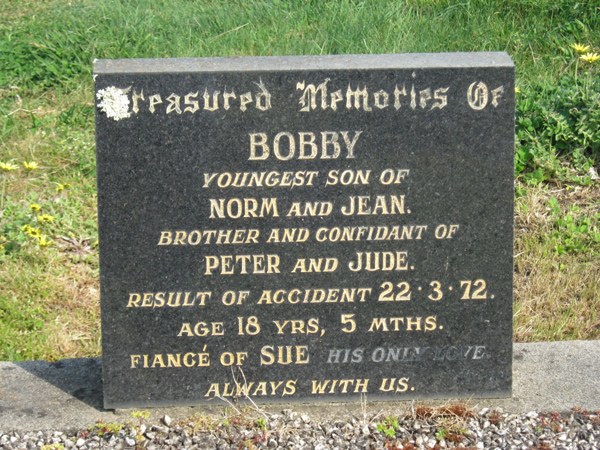 Treasured Memories Of
BOBBY
YOUNGEST SON OF
NORM AND JEAN.
BROTHER AND CONFIDANT OF
PETER AND JUDE.
RESULT OF ACCIDENT 22·3·72.
AGE 18 YRS, 5 MTHS.
FIANCÉ OF SUE HIS ONLY LOVE.
ALWAYS WITH US.